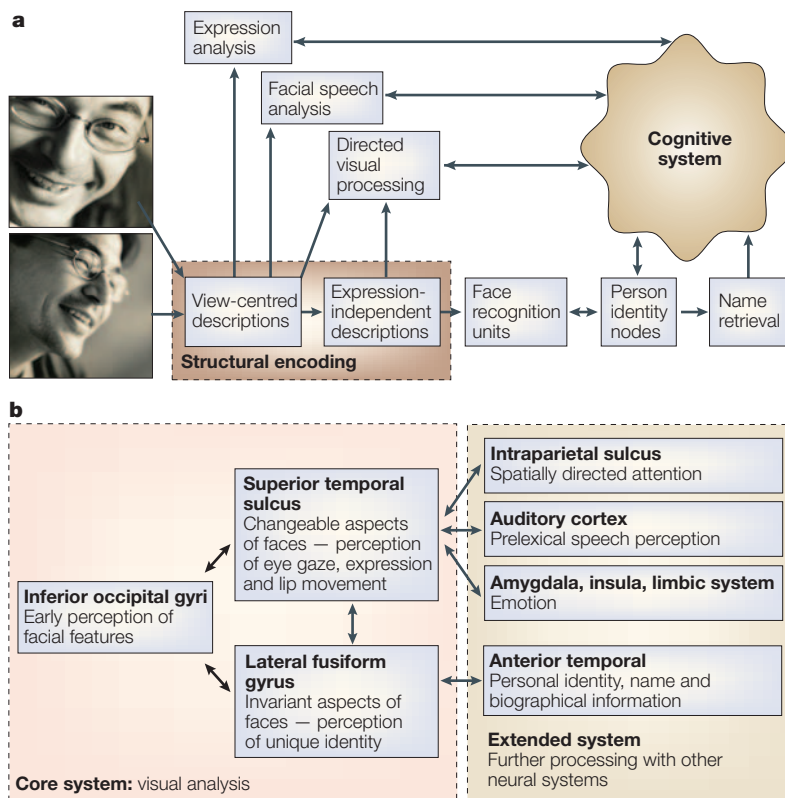 a
Expression
analysis
Facial speech
analysis
Directed
visual
processing
Cognitive
system
View-centred
descriptions
Expression-
independent
descriptions
Face
recognition
units
Person
identity
nodes
Name
retrieval
Structural encoding
b
Inferior occipital gyri
Early perception of
facial features
Superior temporal
sulcus
Changeable aspects
of faces — perception
of eye gaze, expression
and lip movement
Lateral fusiform
gyrus
Invariant aspects of
faces — perception
of unique identity
Core system: visual analysis
Intraparietal sulcus
Spatially directed attention
Auditory cortex
Prelexical speech perception
Amygdala, insula, limbic system
Emotion
Anterior temporal
Personal identity, name and
biographical information
Extended system
Further processing with other
neural systems